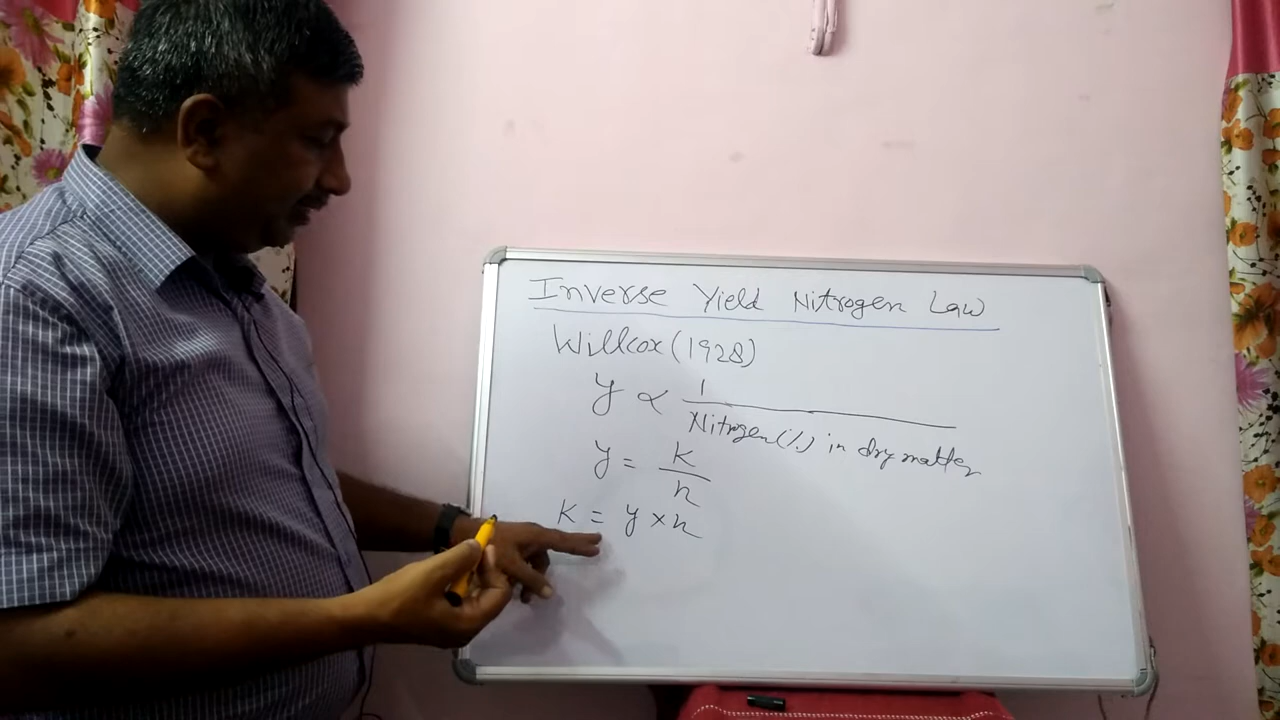 Inverse Yield Nitrogen Law
Willcox (1928)
y ∝ 1 / Nitrogen (%) in dry matter
y = K / n
K = y × n